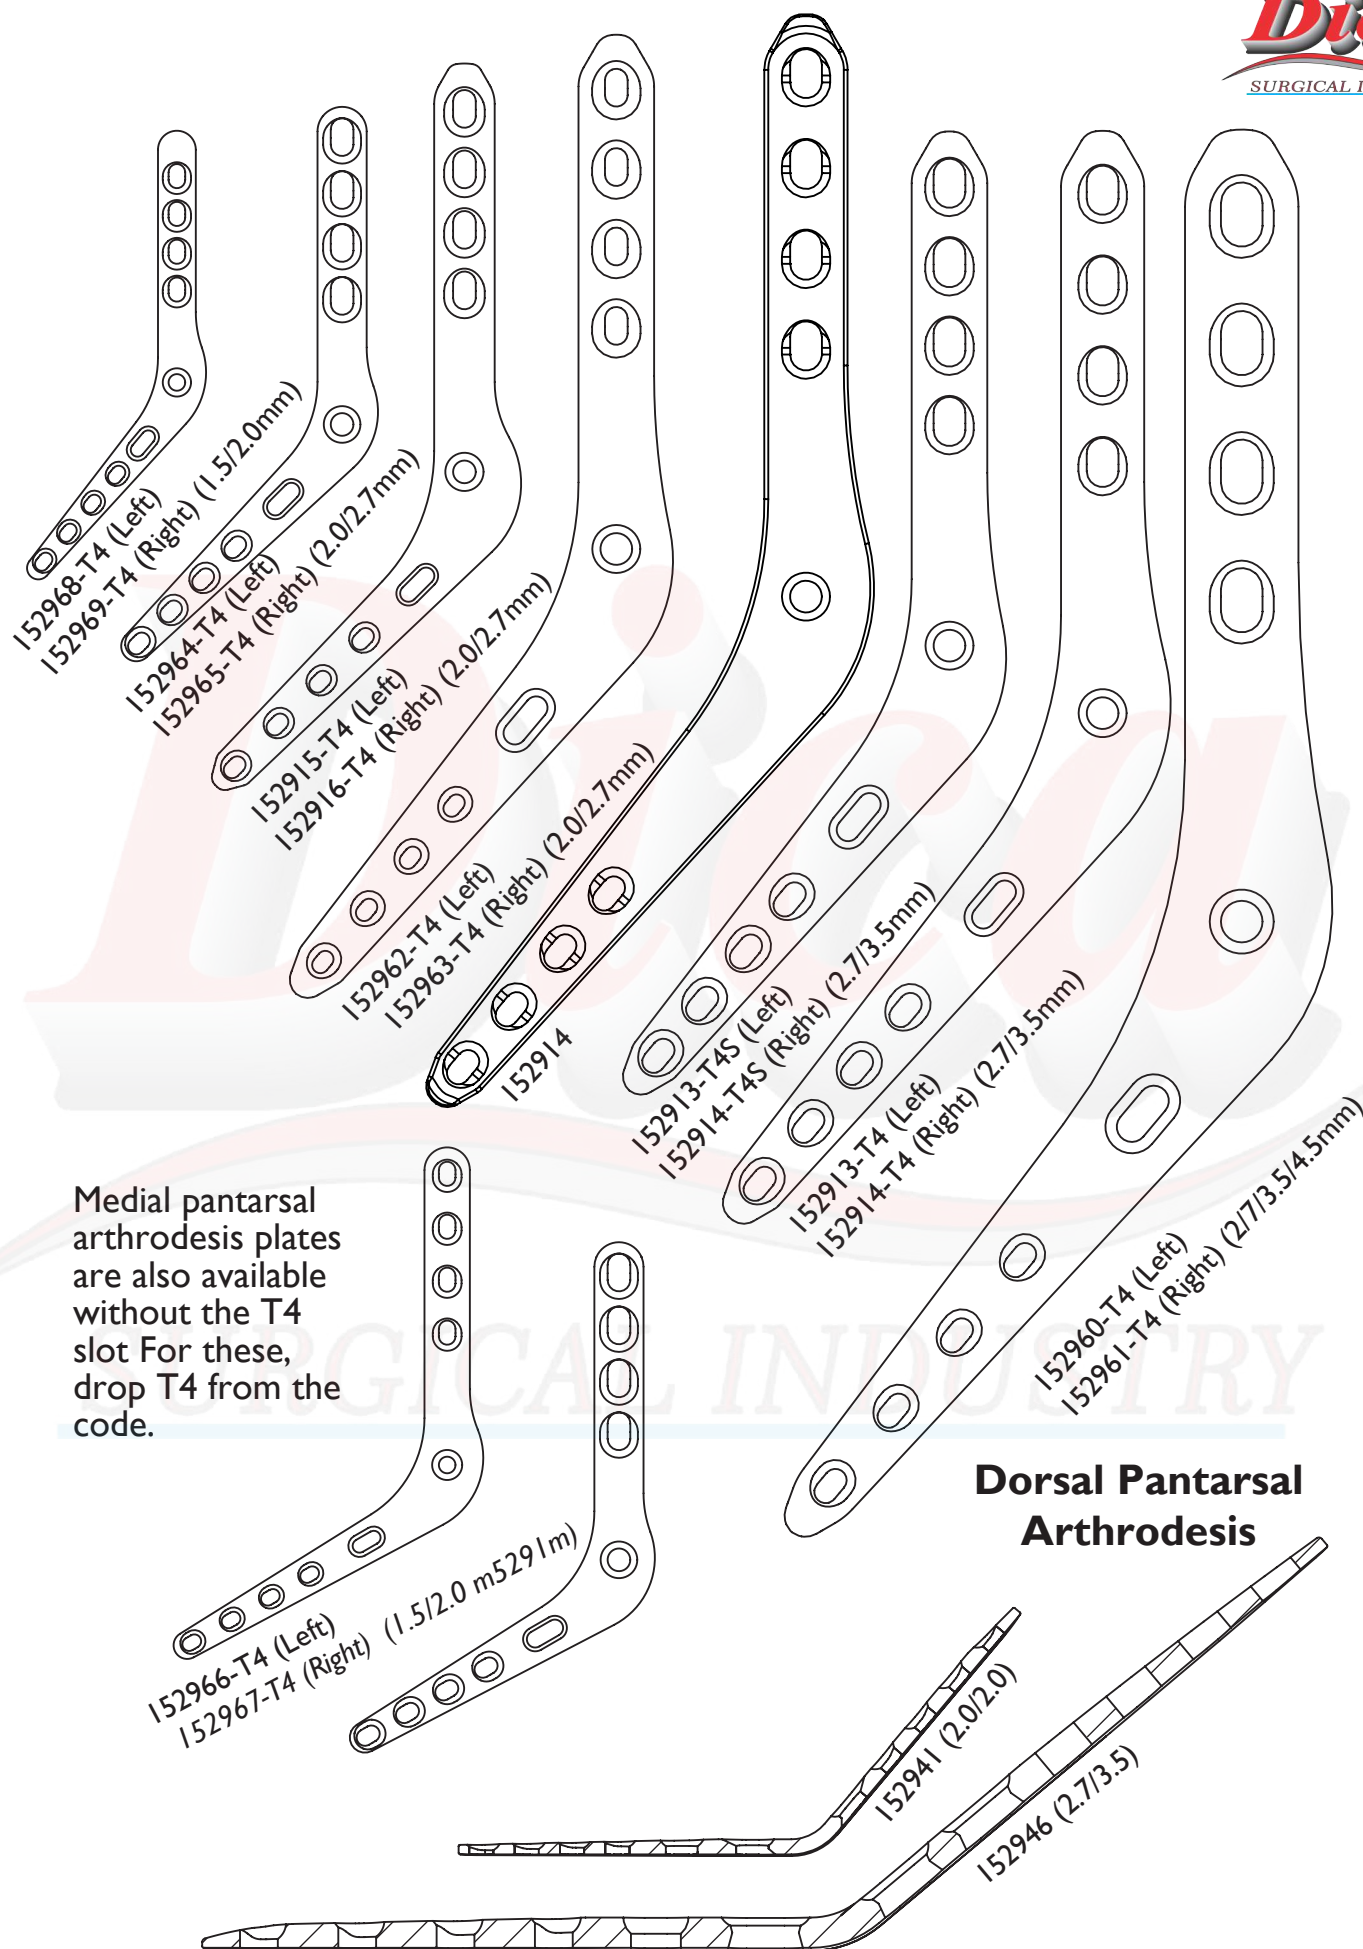 SURGICAL I
152968-T4 (Left)
152969-T4 (Right) (1.5/2.0mm)
152964-T4 (Left)
152965-T4 (Right) (2.0/2.7mm)
152915-T4 (Left)
152916-T4 (Right) (2.0/2.7mm)
152962-T4 (Left)
152963-T4 (Right) (2.0/2.7mm)
152914
152913-T4S (Left)
152914-T4S (Right) (2.7/3.5mm)
152913-T4 (Left)
152914-T4 (Right) (2.7/3.5mm)
152960-T4 (Left)
152961-T4 (Right) (2/7/3.5/4.5mm)
Dica
SURGICAL INDUSTRY
Medial pantarsal
arthrodesis plates
are also available
without the T4
slot For these,
drop T4 from the
code.
152966-T4 (Left)
152967-T4 (Right) (1.5/2.0 m5291m)
Dorsal Pantarsal
Arthrodesis
152941 (2.0/2.0)
152946 (2.7/3.5)